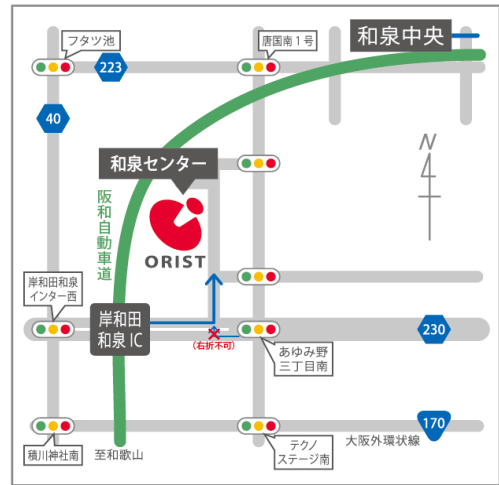 フタツ池
唐国南1号
和泉中央
223
40
N
和泉センター
阪和自動車道
ORIST
岸和田和泉
インター西
岸和田
和泉IC
(右折不可)
あゆみ野
三丁目南
230
積川神社南
至和歌山
テクノ
ステージ南
大阪外環状線
170